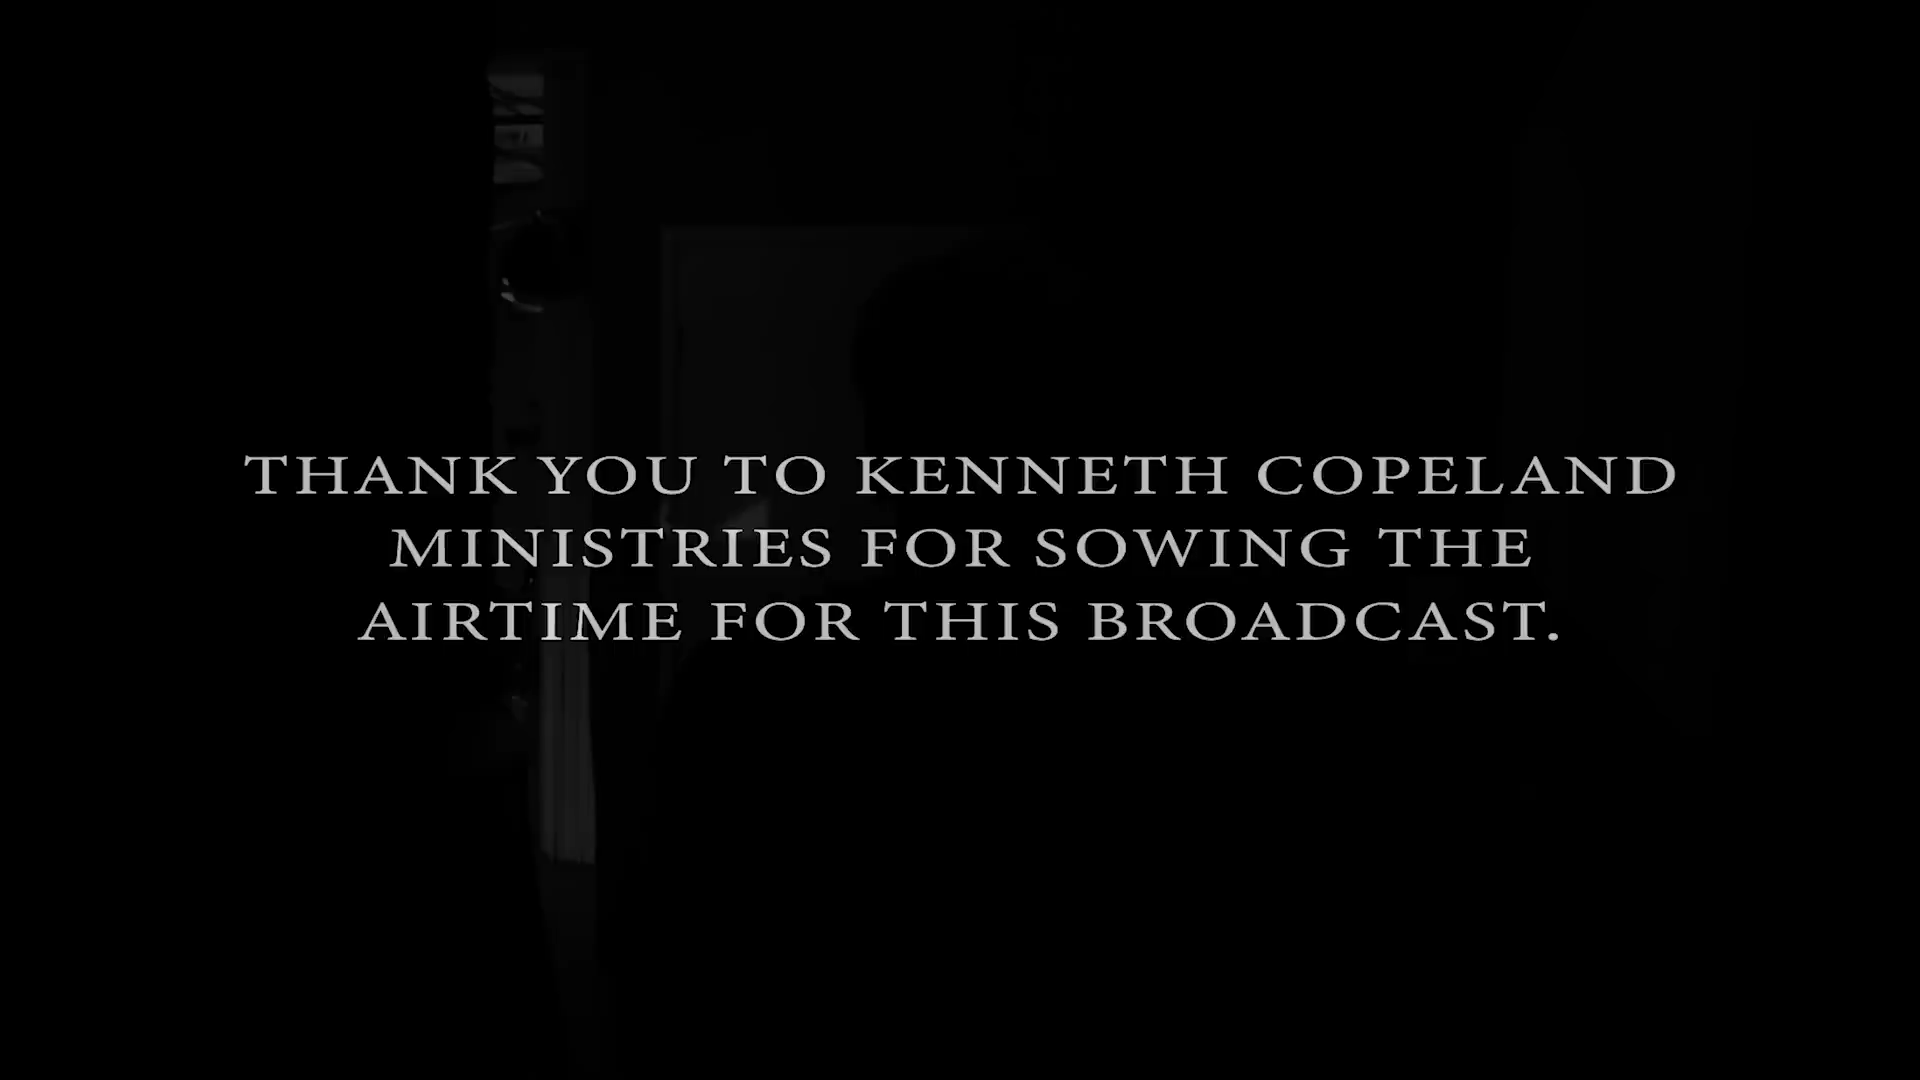 THANK YOU TO KENNETH COPELAND
MINISTRIES FOR SOWING THE
AIRTIME FOR THIS BROADCAST.